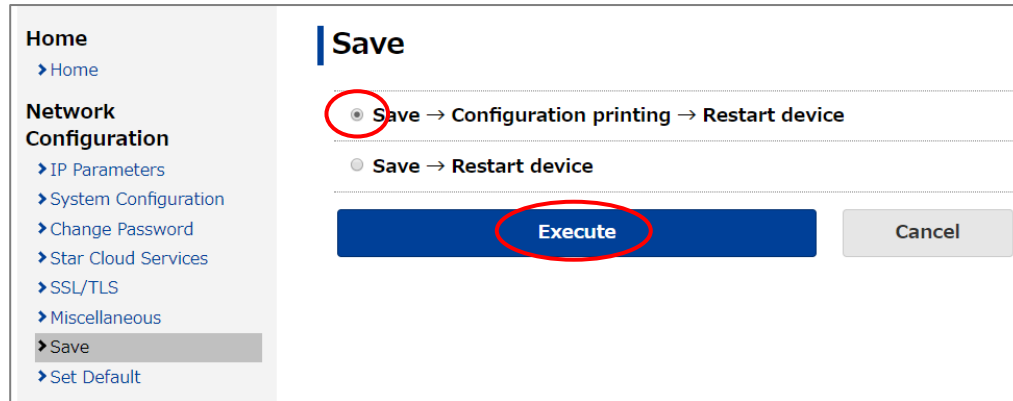 Home
Home
Network
Configuration
IP Parameters
System Configuration
Change Password
Star Cloud Services
SSL/TLS
Miscellaneous
Save
Set Default
Save
Save → Configuration printing → Restart device
Save → Restart device
Execute
Cancel